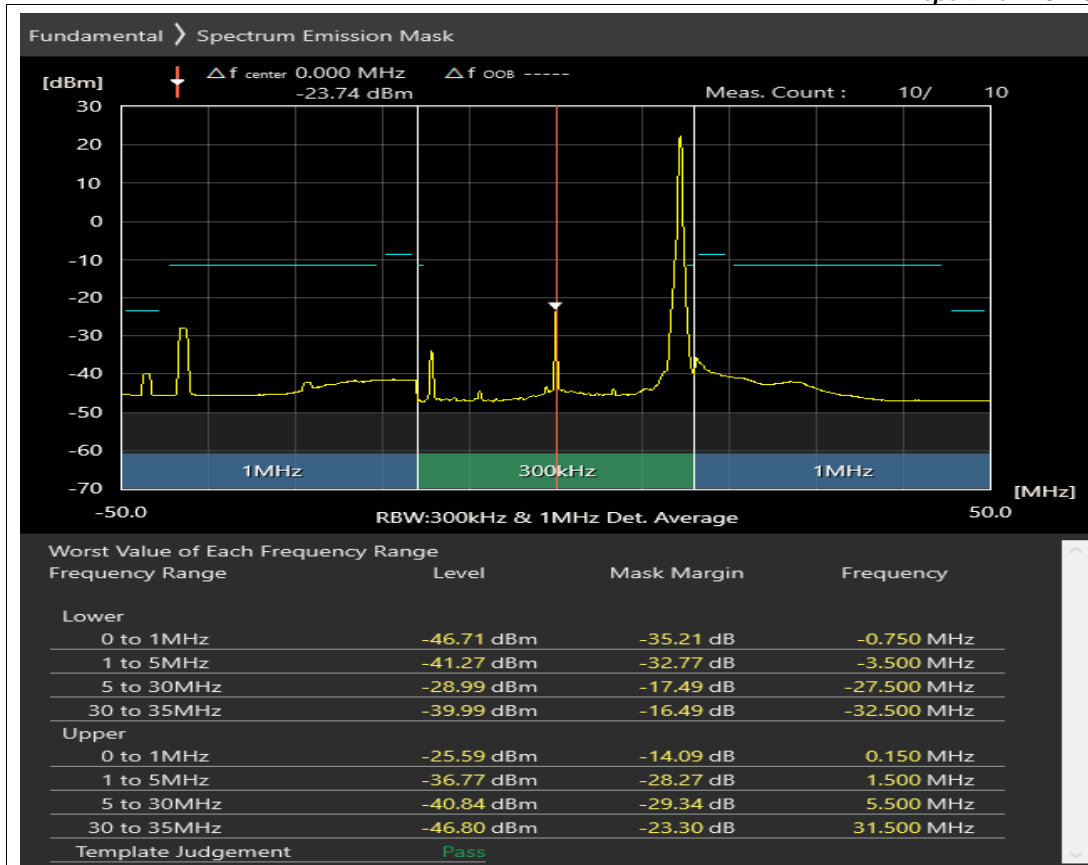 Fundamental 〉 Spectrum Emission Mask
[dBm] △f center 0.000 MHz △f OOB -----
-23.74 dBm Meas. Count : 10/ 10
30
20
10
0
-10
-20
-30
-40
-50
-60
1MHz 300kHz 1MHz
-70
[MHz]
-50.0 RBW:300kHz & 1MHz Det. Average 50.0
Worst Value of Each Frequency Range
Frequency Range Level Mask Margin Frequency
Lower
0 to 1MHz -46.71 dBm -35.21 dB -0.750 MHz
1 to 5MHz -41.27 dBm -32.77 dB -3.500 MHz
5 to 30MHz -28.99 dBm -17.49 dB -27.500 MHz
30 to 35MHz -39.99 dBm -16.49 dB -32.500 MHz
Upper
0 to 1MHz -25.59 dBm -14.09 dB 0.150 MHz
1 to 5MHz -36.77 dBm -28.27 dB 1.500 MHz
5 to 30MHz -40.84 dBm -29.34 dB 5.500 MHz
30 to 35MHz -46.80 dBm -23.30 dB 31.500 MHz
Template Judgement Pass